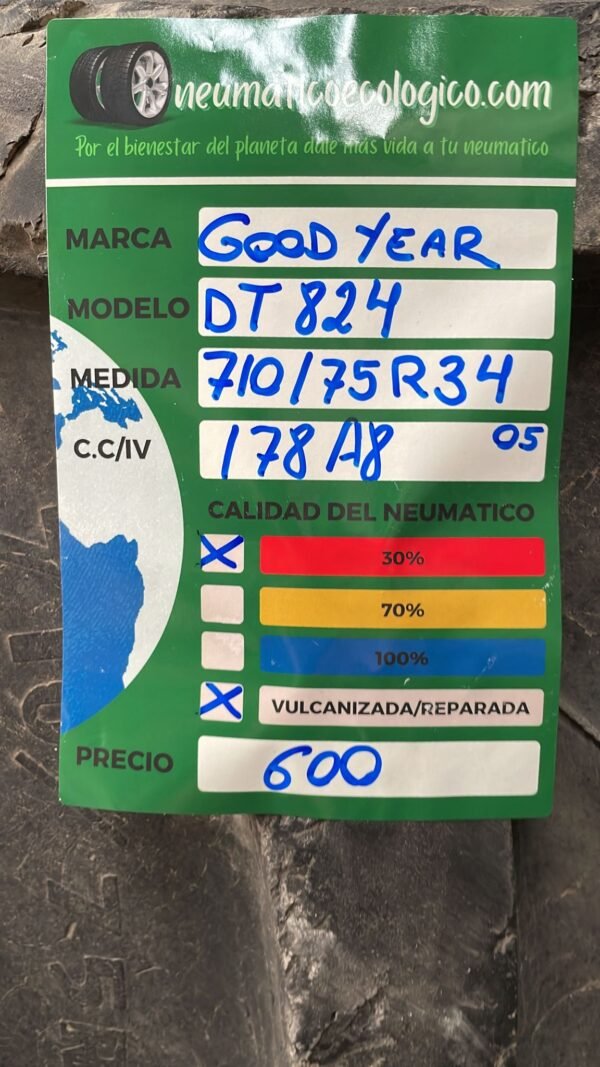 neumaticoecologico.com
Por el bienestar del planeta dale más vida a tu neumatico
MARCA GOOD YEAR
MODELO DT 824
MEDIDA 710/75R34
C.C/IV 178 A8 05
CALIDAD DEL NEUMATICO
X 30%
70%
100%
X VULCANIZADA/REPARADA
PRECIO 600